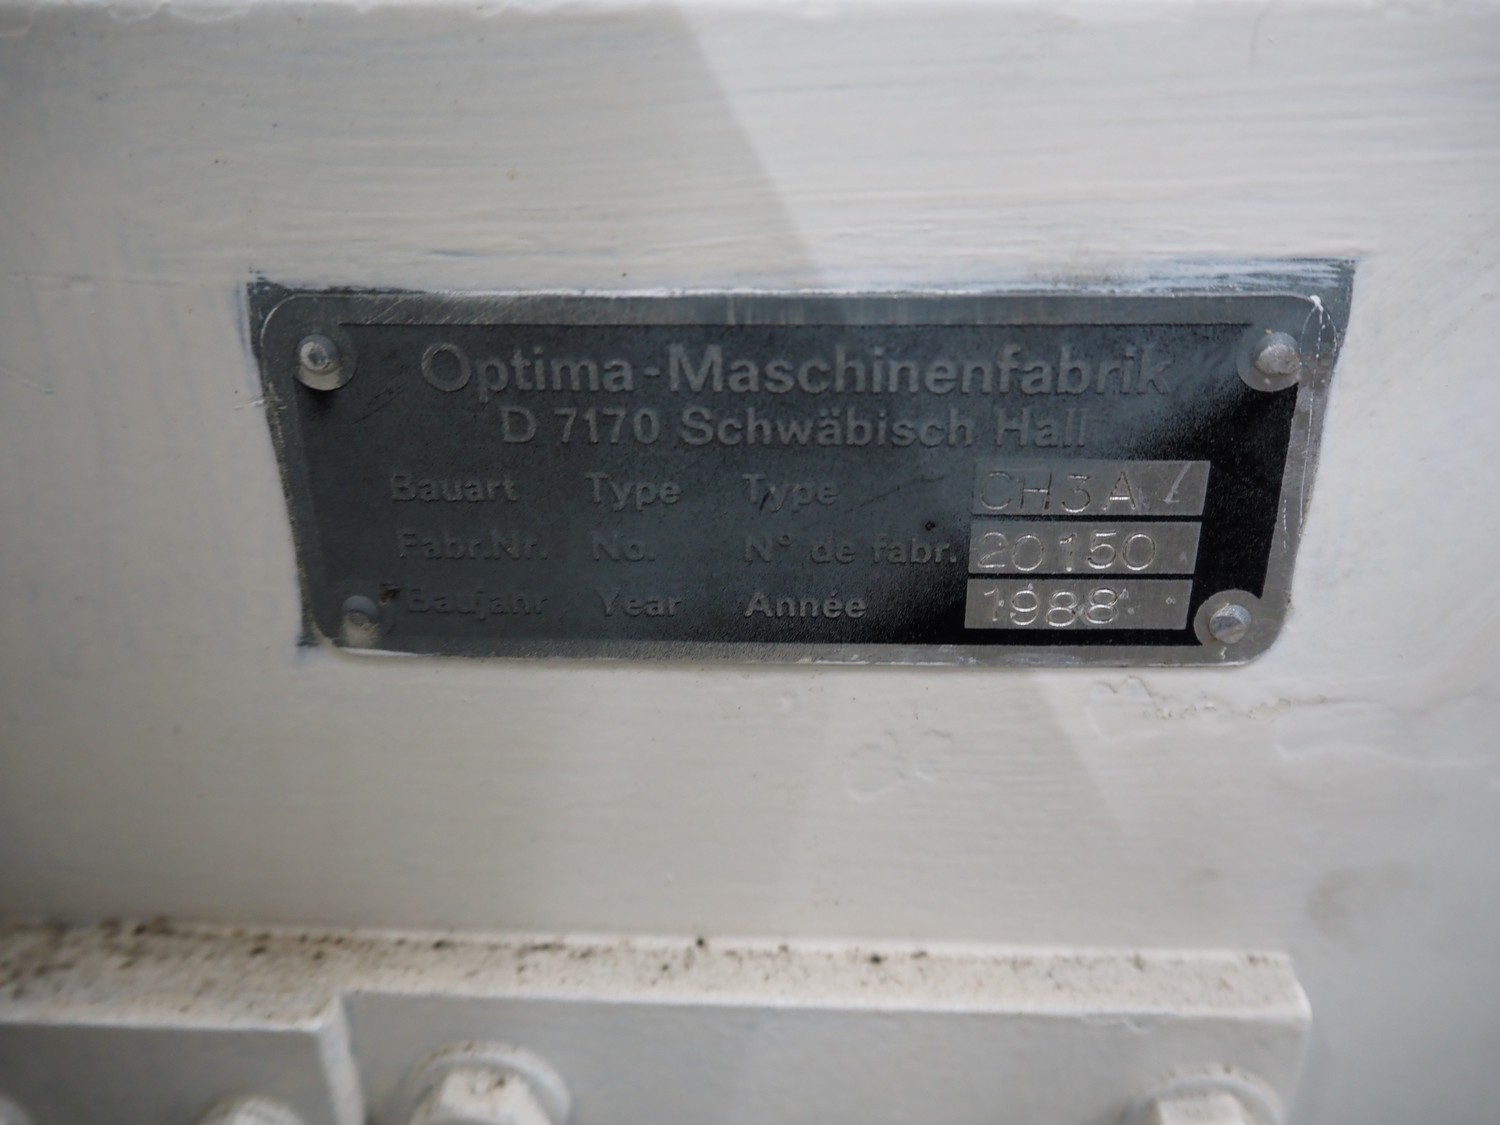 Optima-Maschinenfabrik
D 7170 Schwäbisch Hall
Bauart Type Type CH3A/
Fabr.Nr. No. N° de fabr. 20150
Baujahr Year Année 1988